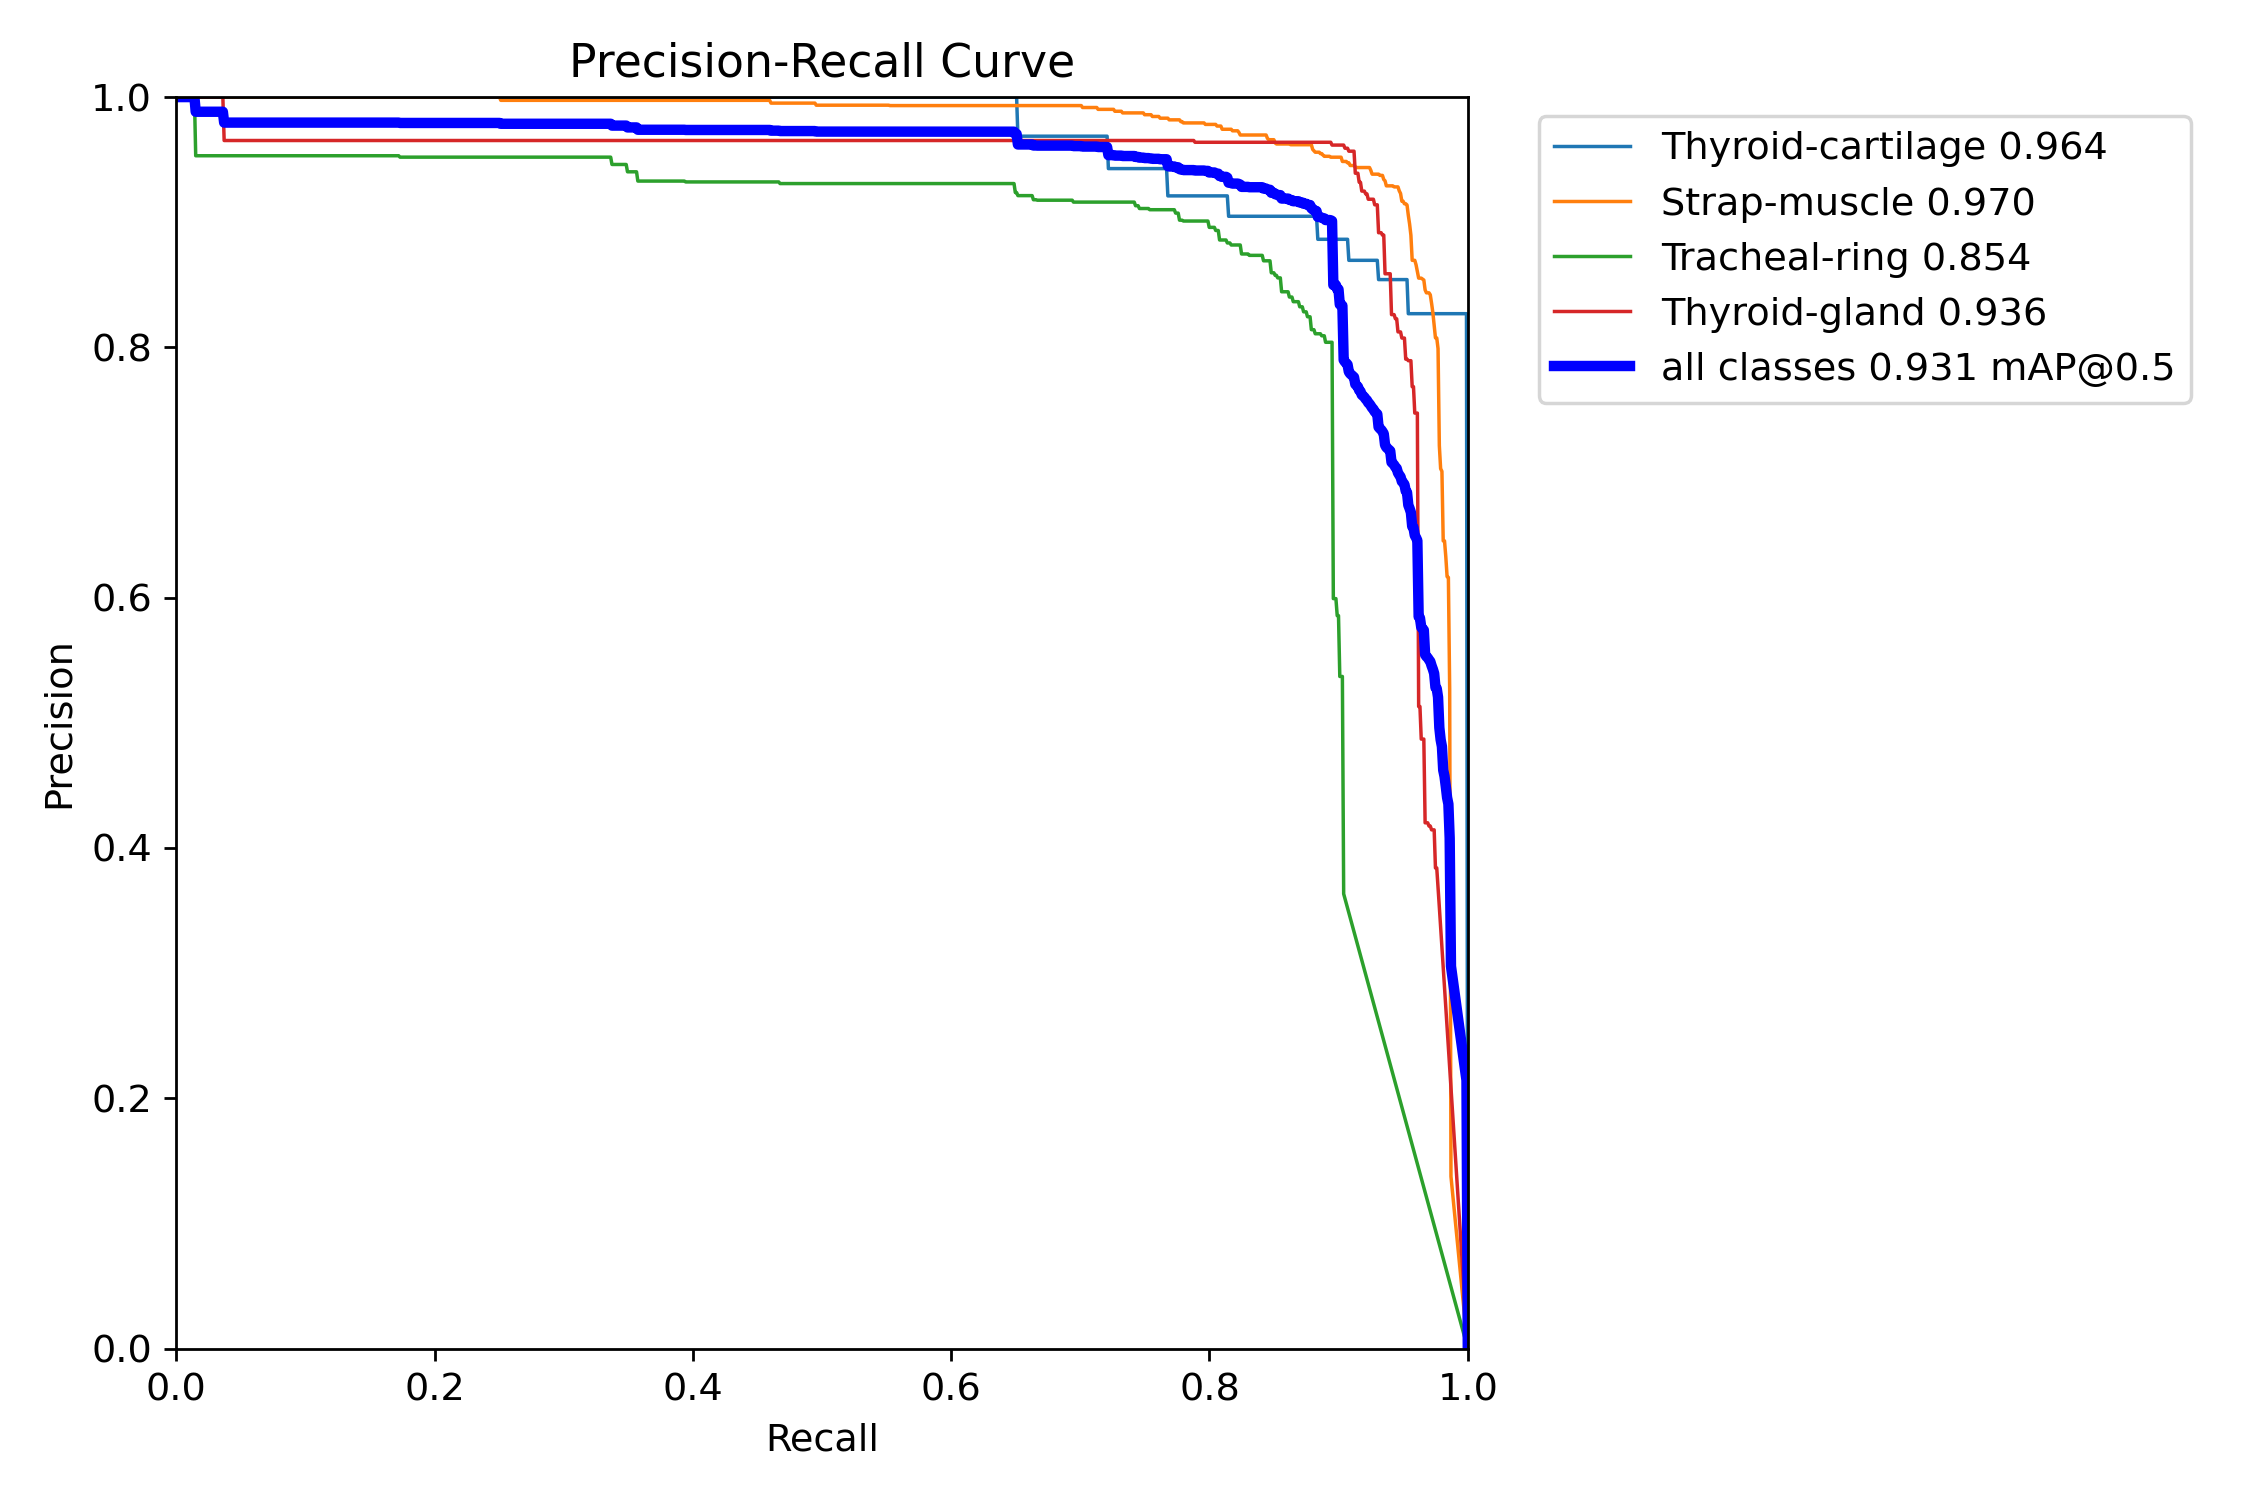 Precision-Recall Curve
1.0
0.8
0.6
0.4
0.2
0.0
Precision
0.0 0.2 0.4 0.6 0.8 1.0
Recall
Thyroid-cartilage 0.964
Strap-muscle 0.970
Tracheal-ring 0.854
Thyroid-gland 0.936
all classes 0.931 mAP@0.5